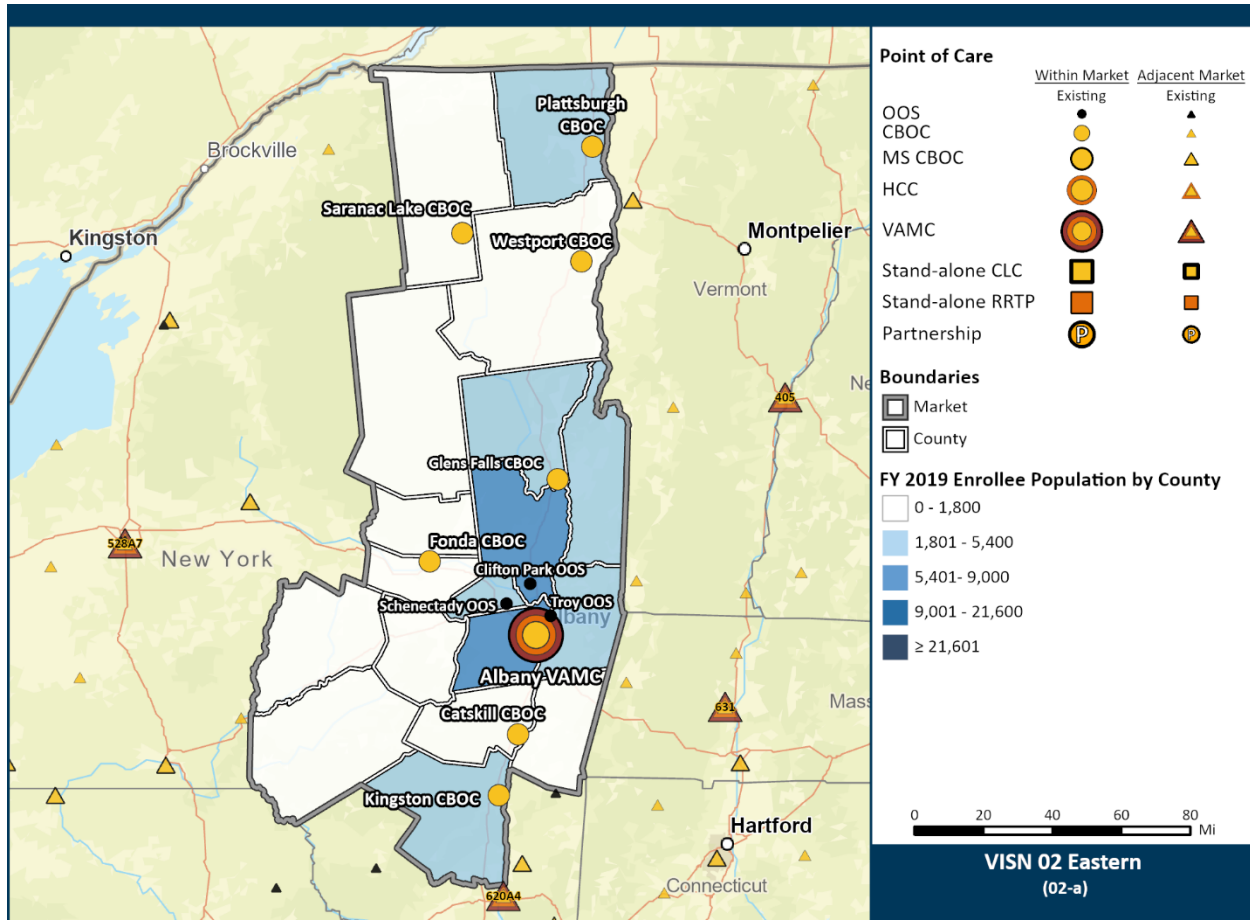 Plattsburgh
CBOC
Brockville
Saranac Lake CBOC
Kingston
Westport CBOC
Montpelier
Vermont
405
Glens Falls CBOC
528A7
New York
Fonda CBOC
Clifton Park OOS
Schenectady OOS
Troy OOS
lbany
Albany VAMC
Mass
631
Catskill CBOC
Kingston CBOC
Hartford
Connecticut
620A4
Ne
Point of Care
Within Market
Adjacent Market
Existing
Existing
OOS
CBOC
MS CBOC
HCC
VAMC
Stand-alone CLC
Stand-alone RRTP
Partnership
P
P
Boundaries
Market
County
FY 2019 Enrollee Population by County
0 - 1,800
1,801 - 5,400
5,401- 9,000
9,001 - 21,600
≥ 21,601
0 20 40 60 80
Mi
VISN 02 Eastern
(02-a)